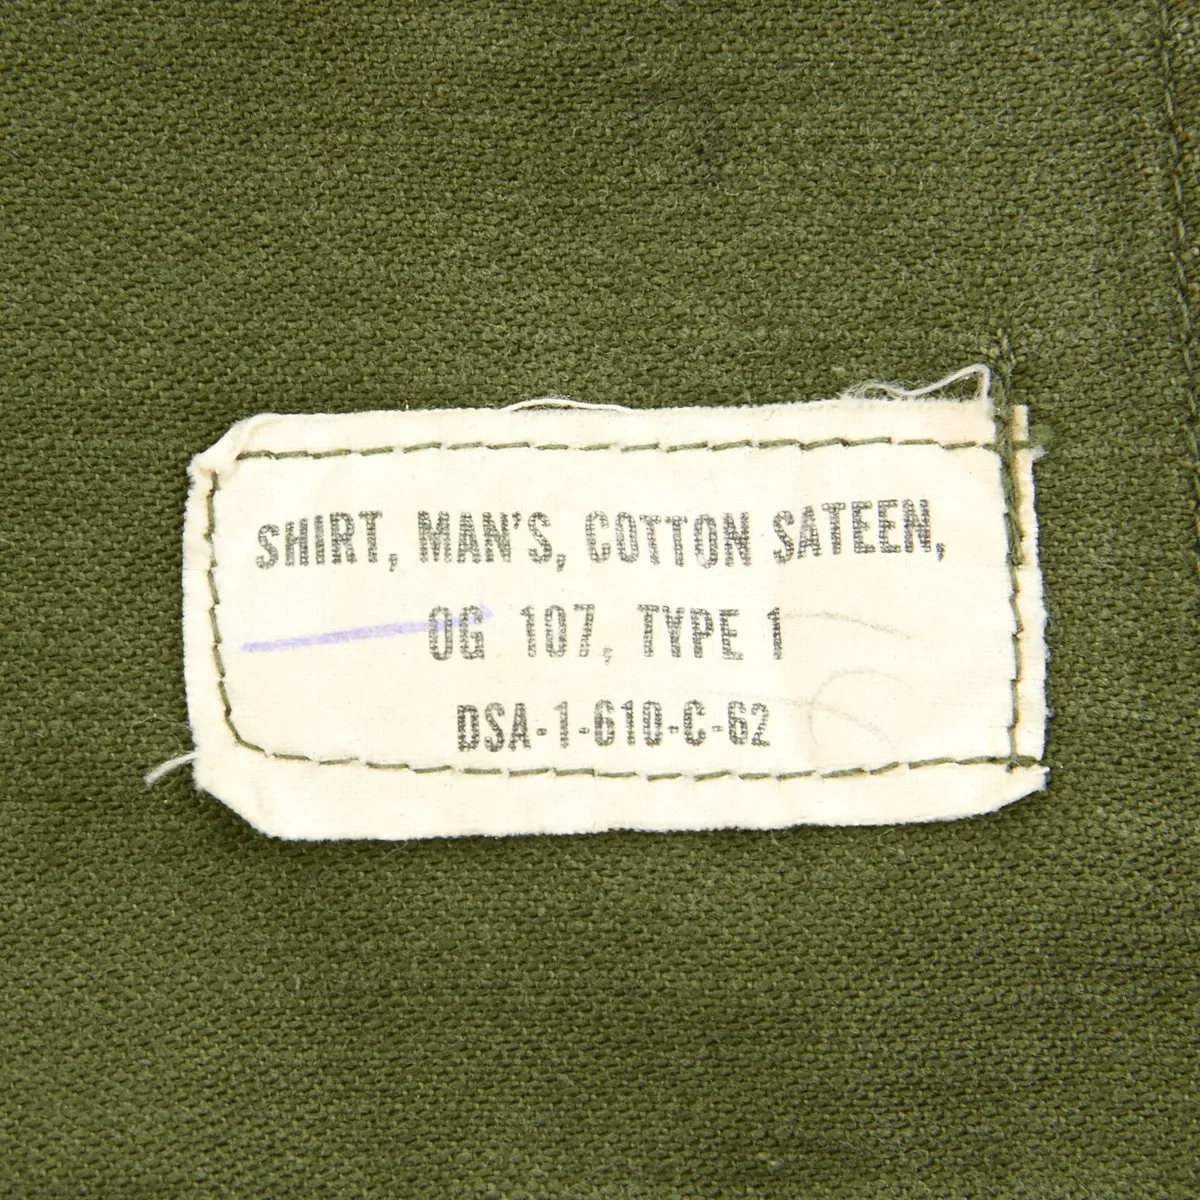 SHIRT, MAN'S, COTTON SATEEN,
OG 107, TYPE 1
DSA-1-610-C-62